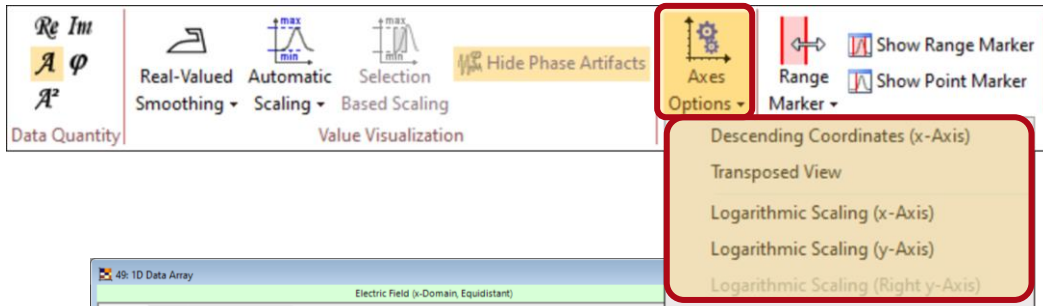 Re Im
A φ
A²
Data Quantity
max
min
Real-Valued
Smoothing
max
min
Automatic
Scaling
max
min
Selection
Based Scaling
Hide Phase Artifacts
Value Visualization
Axes
Options
Range
Marker
Show Range Marker
Show Point Marker
Descending Coordinates (x-Axis)
Transposed View
Logarithmic Scaling (x-Axis)
Logarithmic Scaling (y-Axis)
Logarithmic Scaling (Right y-Axis)
49: 1D Data Array
Electric Field (x-Domain, Equidistant)